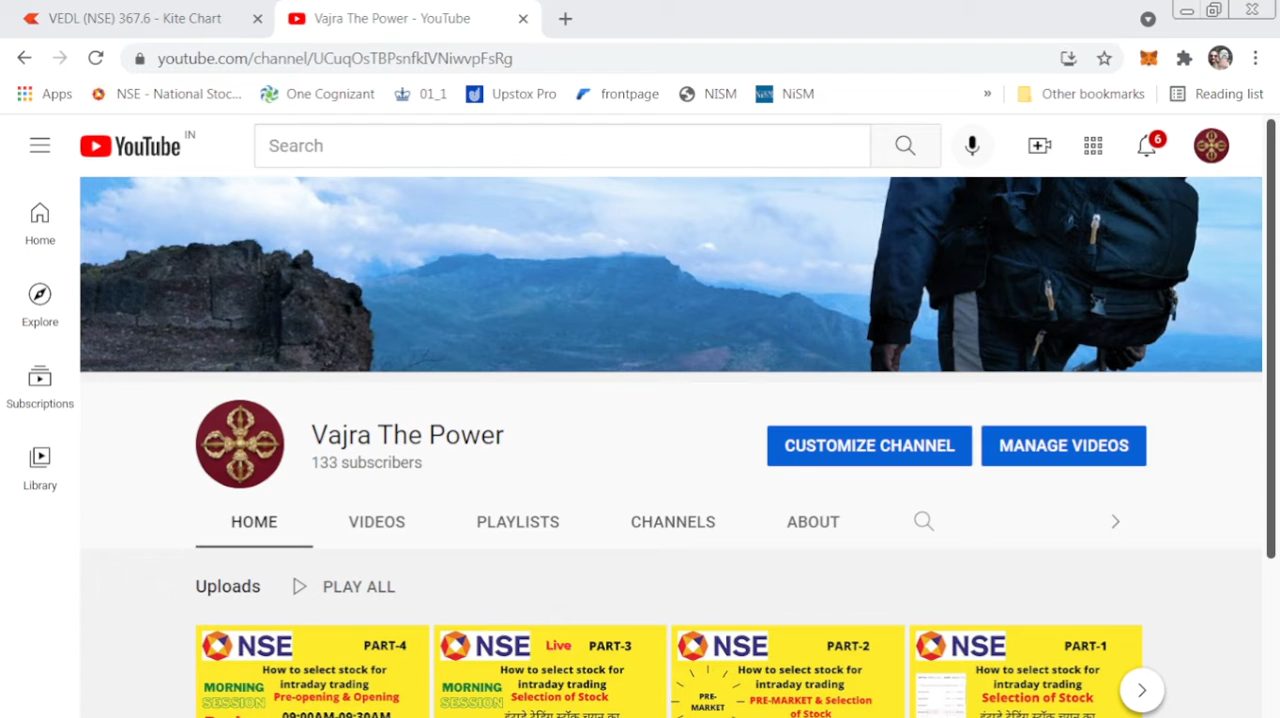 VEDL (NSE) 367.6 - Kite Chart
Vajra The Power - YouTube
youtube.com/channel/UCuqOsTBPsnfkIVNiwvpFsRg
Apps
NSE - National Stoc...
One Cognizant
01_1
Upstox Pro
frontpage
NISM
NiSM
»
Other bookmarks
Reading list
YouTube IN
Search
6
Home
Explore
Subscriptions
Library
Vajra The Power
133 subscribers
CUSTOMIZE CHANNEL
MANAGE VIDEOS
HOME
VIDEOS
PLAYLISTS
CHANNELS
ABOUT
Uploads
PLAY ALL
NSE PART-4
How to select stock for
intraday trading
MORNING
SESSION
Pre-opening & Opening
09:00AM-09:30AM
NSE Live PART-3
How to select stock for
intraday trading
MORNING
SESSION
Selection of Stock
इंट्राडे ट्रेडिंग स्टॉक चयन का
NSE PART-2
How to select stock for
intraday trading
PRE-
MARKET
PRE-MARKET & Selection
of Stock
NSE PART-1
How to select stock for
intraday trading
Selection of Stock
इंट्राडे ट्रेडिंग स्टॉक चयन का